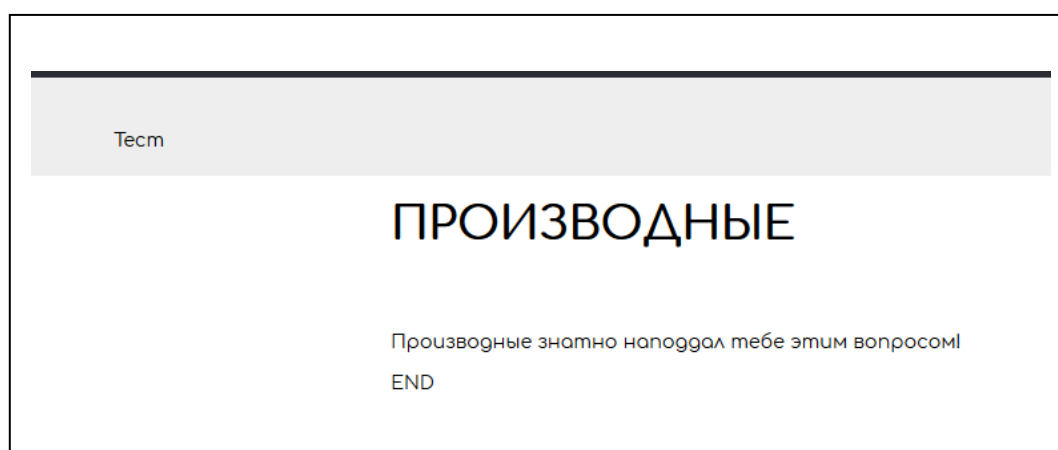 Тест
ПРОИЗВОДНЫЕ
Производные знатно наподдал тебе этим вопросом!
END